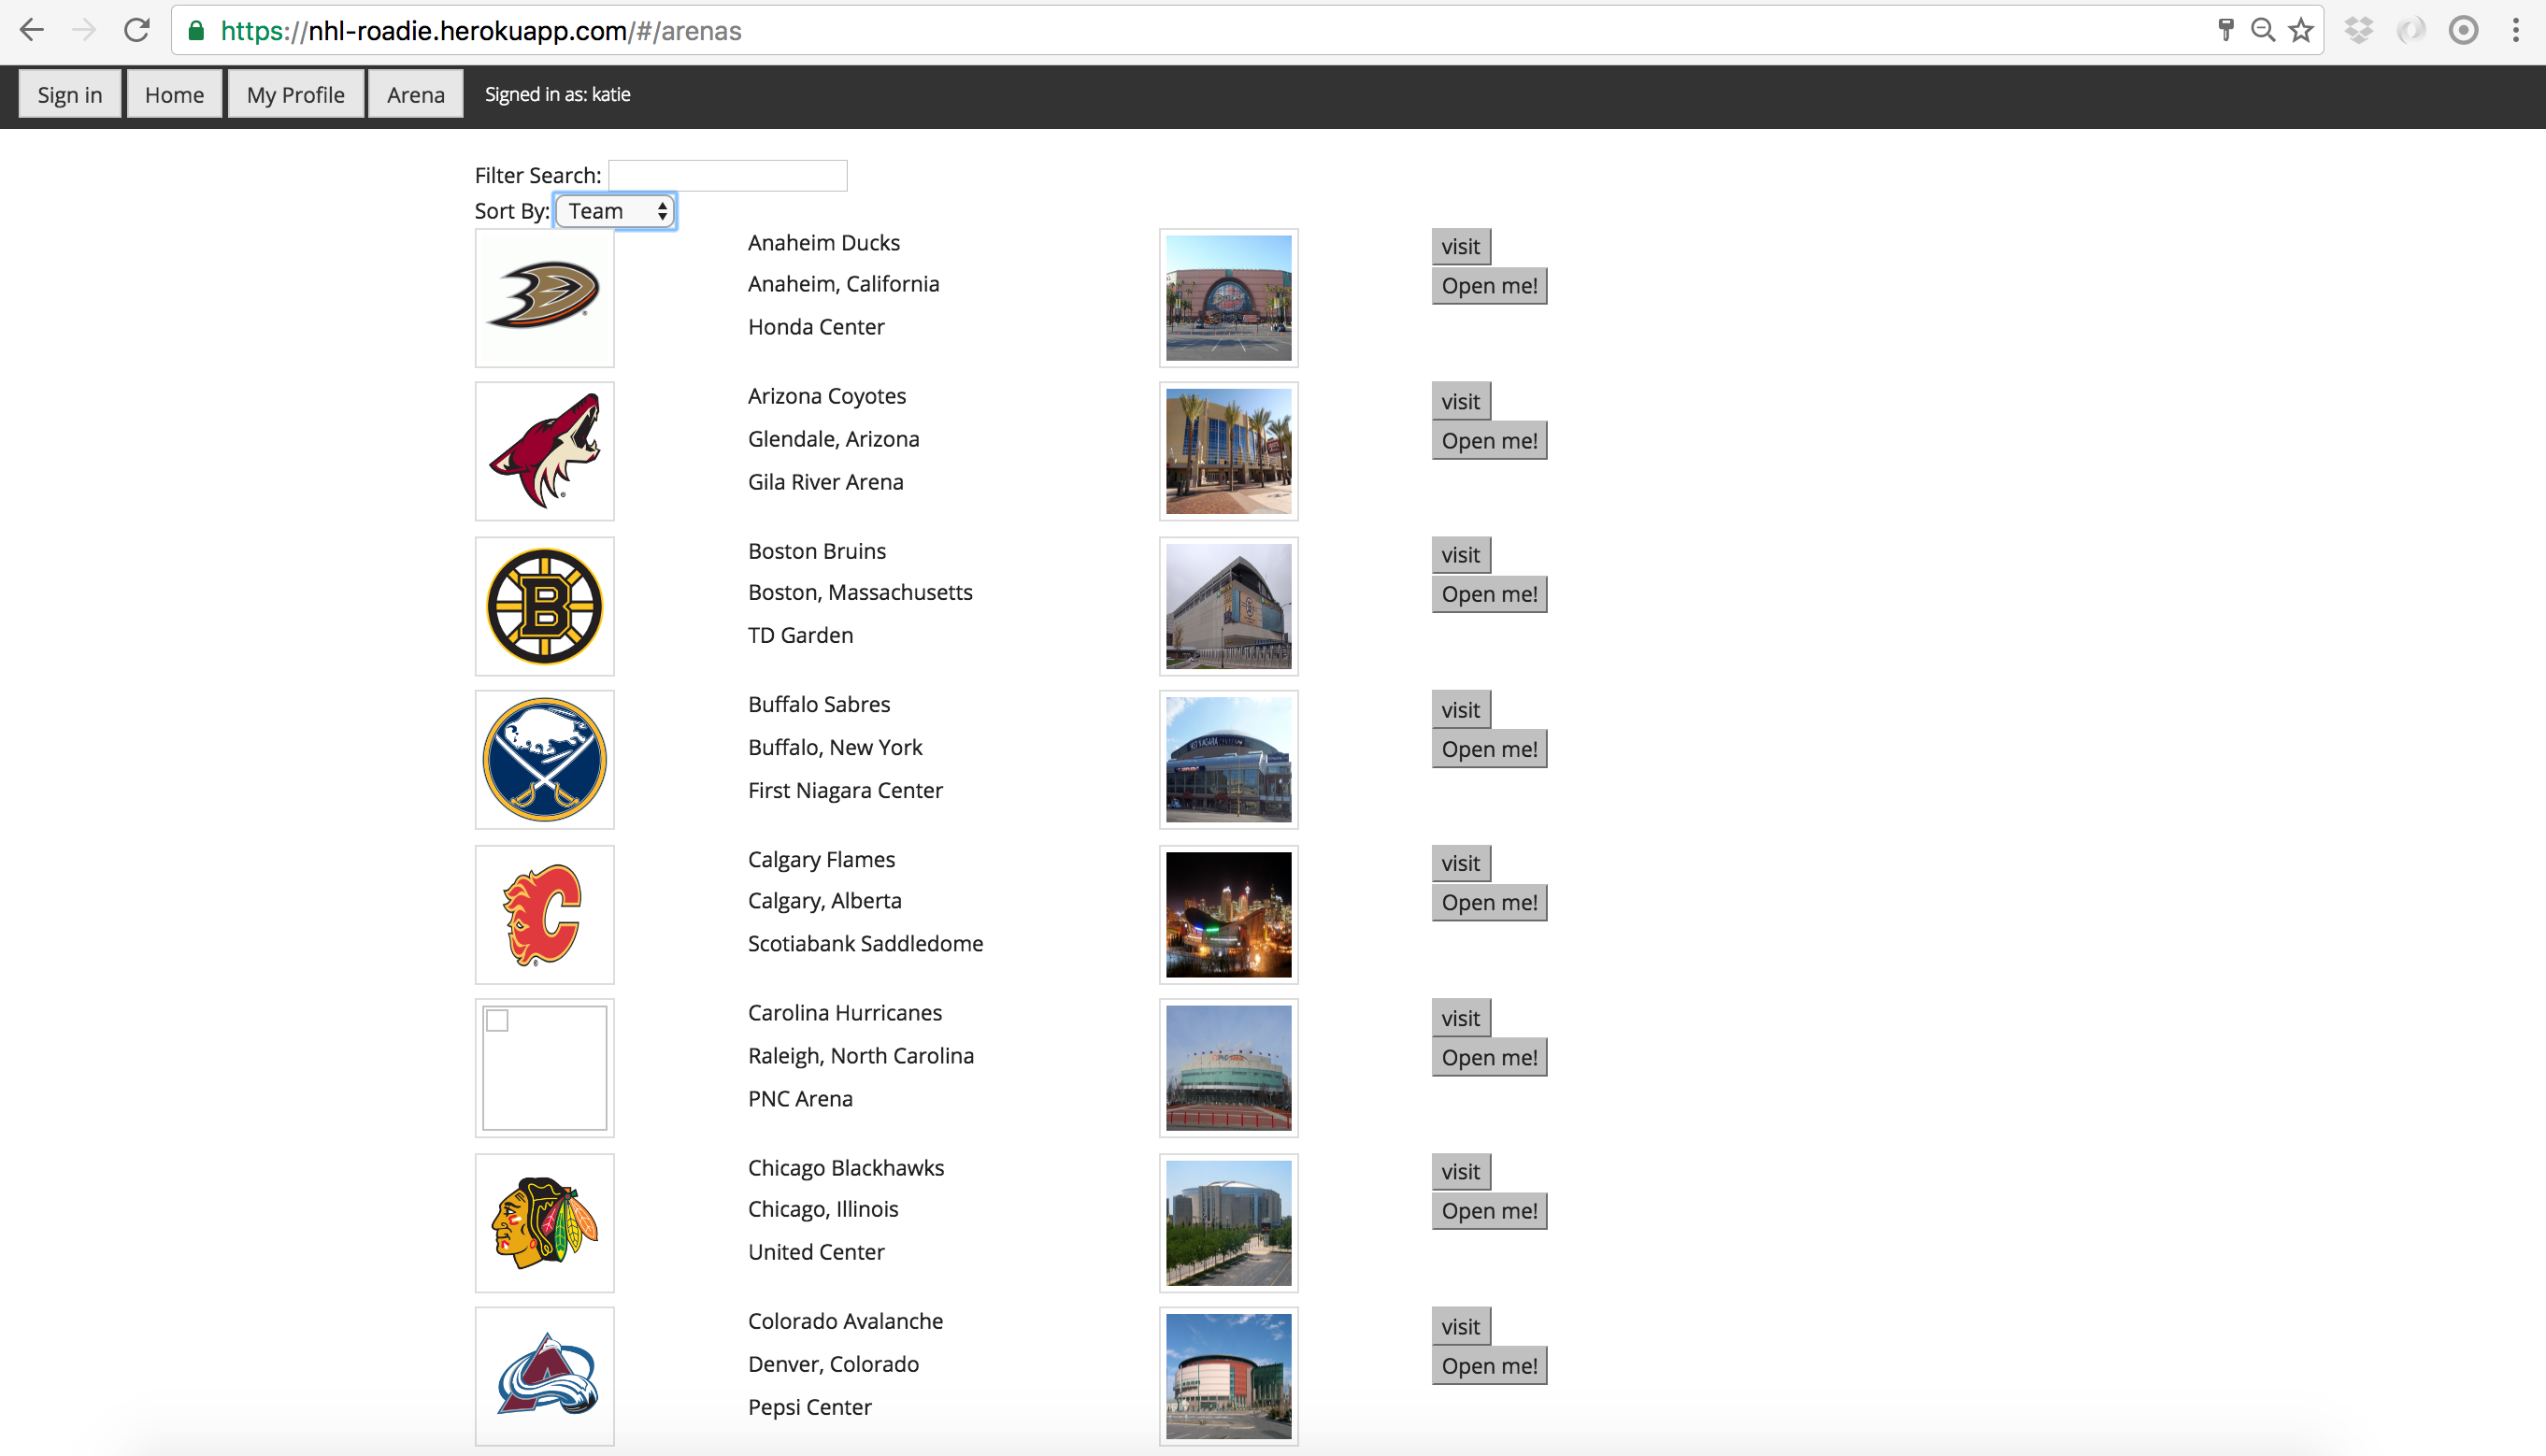 https://nhl-roadie.herokuapp.com/#/arenas
Sign in Home My Profile Arena Signed in as: katie
Filter Search:
Sort By: Team
Anaheim Ducks
visit
Anaheim, California
Open me!
Honda Center
Arizona Coyotes
visit
Glendale, Arizona
Open me!
Gila River Arena
Boston Bruins
visit
Boston, Massachusetts
Open me!
TD Garden
B
Buffalo Sabres
visit
Buffalo, New York
Open me!
First Niagara Center
Calgary Flames
visit
Calgary, Alberta
Open me!
Scotiabank Saddledome
C
Carolina Hurricanes
visit
Raleigh, North Carolina
Open me!
PNC Arena
Chicago Blackhawks
visit
Chicago, Illinois
Open me!
United Center
Colorado Avalanche
visit
Denver, Colorado
Open me!
Pepsi Center
A